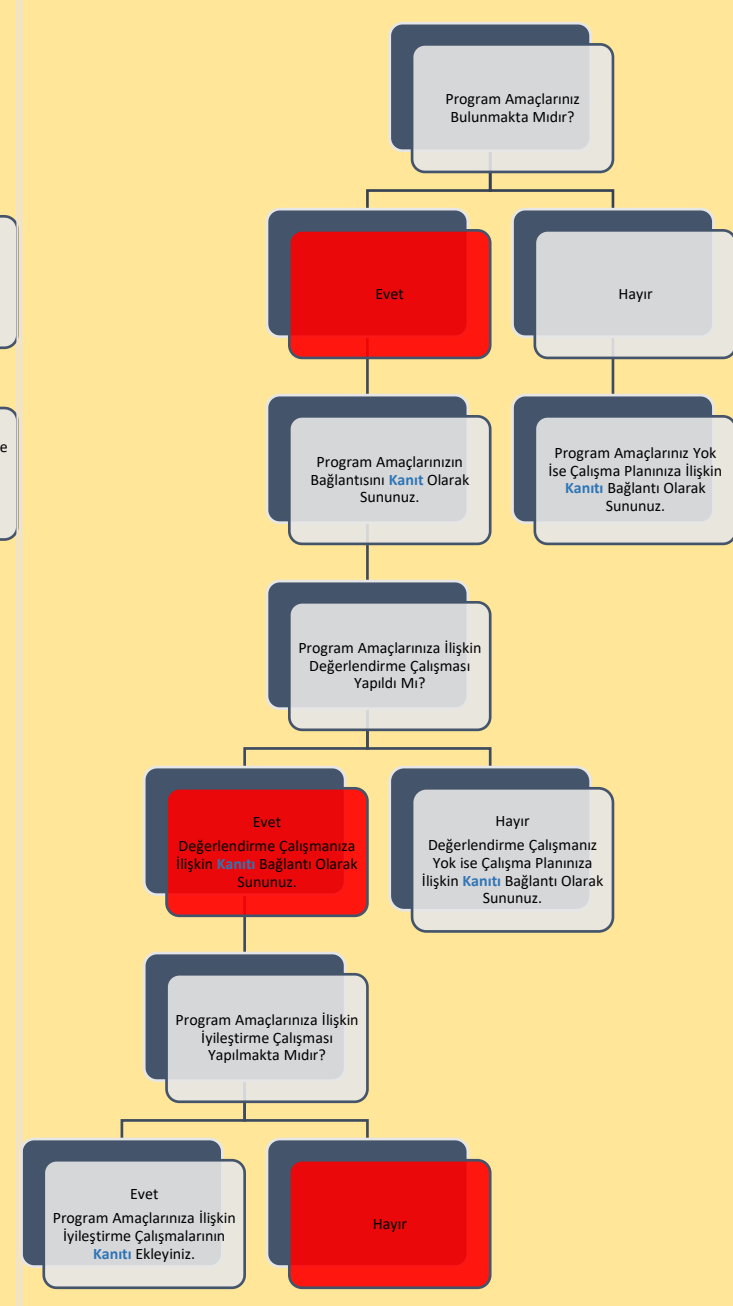 Program Amaçlarınız
Bulunmakta Mıdır?
Evet
Hayır
e
Program Amaçlarınızın
Bağlantısını Kanıt Olarak
Sununuz.
Program Amaçlarınız Yok
İse Çalışma Planınıza İlişkin
Kanıtı Bağlantı Olarak
Sununuz.
Program Amaçlarınıza İlişkin
Değerlendirme Çalışması
Yapıldı Mı?
Evet
Değerlendirme Çalışmanıza
İlişkin Kanıtı Bağlantı Olarak
Sununuz.
Hayır
Değerlendirme Çalışmanız
Yok ise Çalışma Planınıza
İlişkin Kanıtı Bağlantı Olarak
Sununuz.
Program Amaçlarınıza İlişkin
İyileştirme Çalışması
Yapılmakta Mıdır?
Evet
Program Amaçlarınıza İlişkin
İyileştirme Çalışmalarının
Kanıtı Ekleyiniz.
Hayır